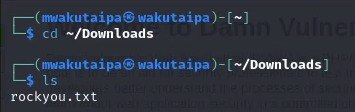 ┌──(mwakutaipa㉿wakutaipa)-[~]
└─$ cd ~/Downloads
┌──(mwakutaipa㉿wakutaipa)-[~/Downloads]
└─$ ls
rockyou.txt